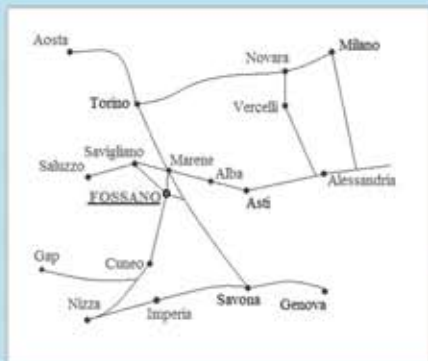 Aosta
Milano
Novara
Torino
Vercelli
Savigliano
Marene
Saluzzo
Alba
Alessandria
FOSSANO
Asti
Gap
Cuneo
Nizza
Imperia
Savona
Genova